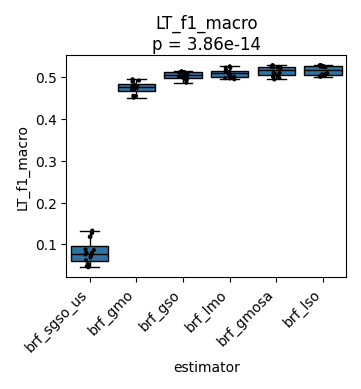 LT_f1_macro
p = 3.86e-14
LT_f1_macro
0.5
0.4
0.3
0.2
0.1
brf_sgso_us
brf_gmo
brf_gso
brf_lmo
brf_gmosa
brf_lso
estimator